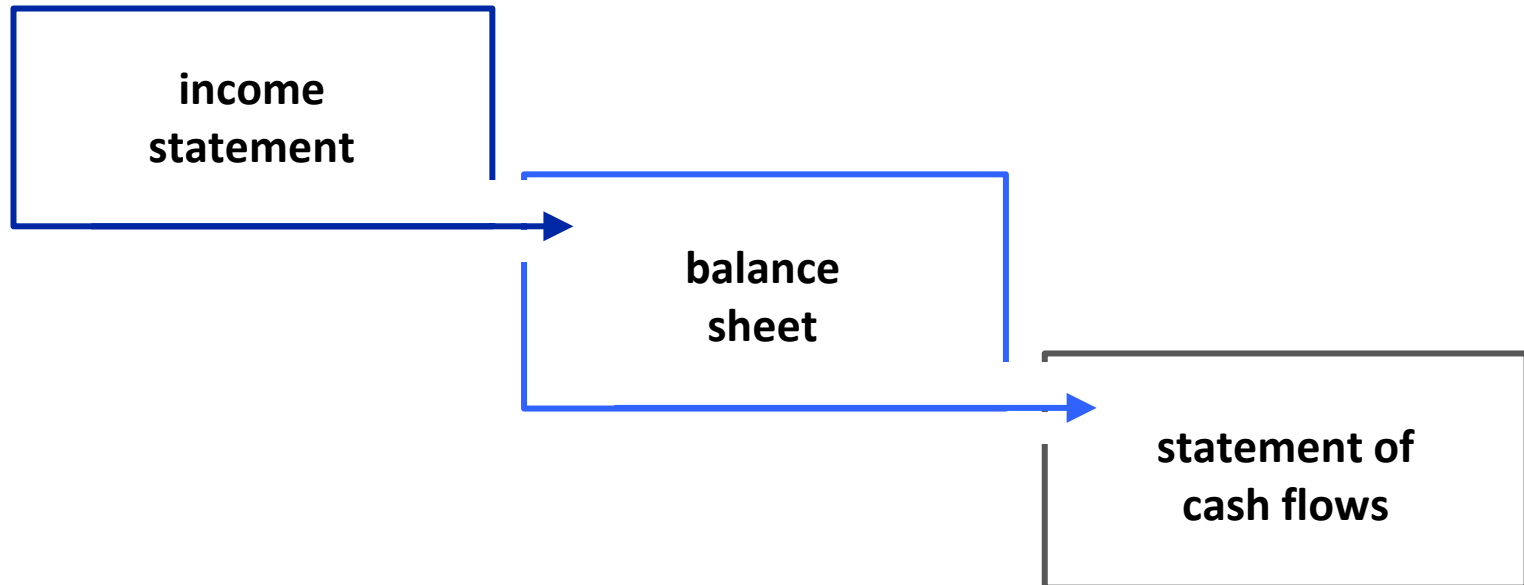 income
statement
balance
sheet
statement of
cash flows